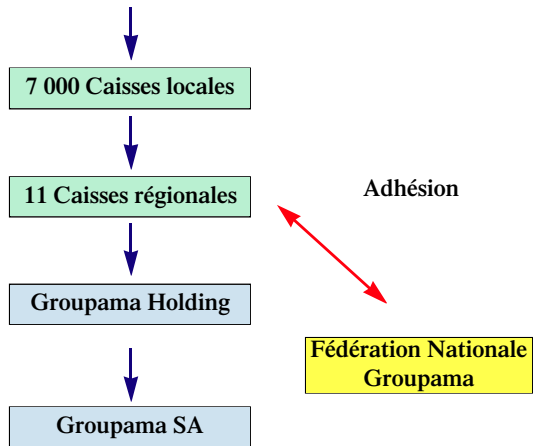 7 000 Caisses locales
11 Caisses régionales
Adhésion
Groupama Holding
Fédération Nationale
Groupama
Groupama SA